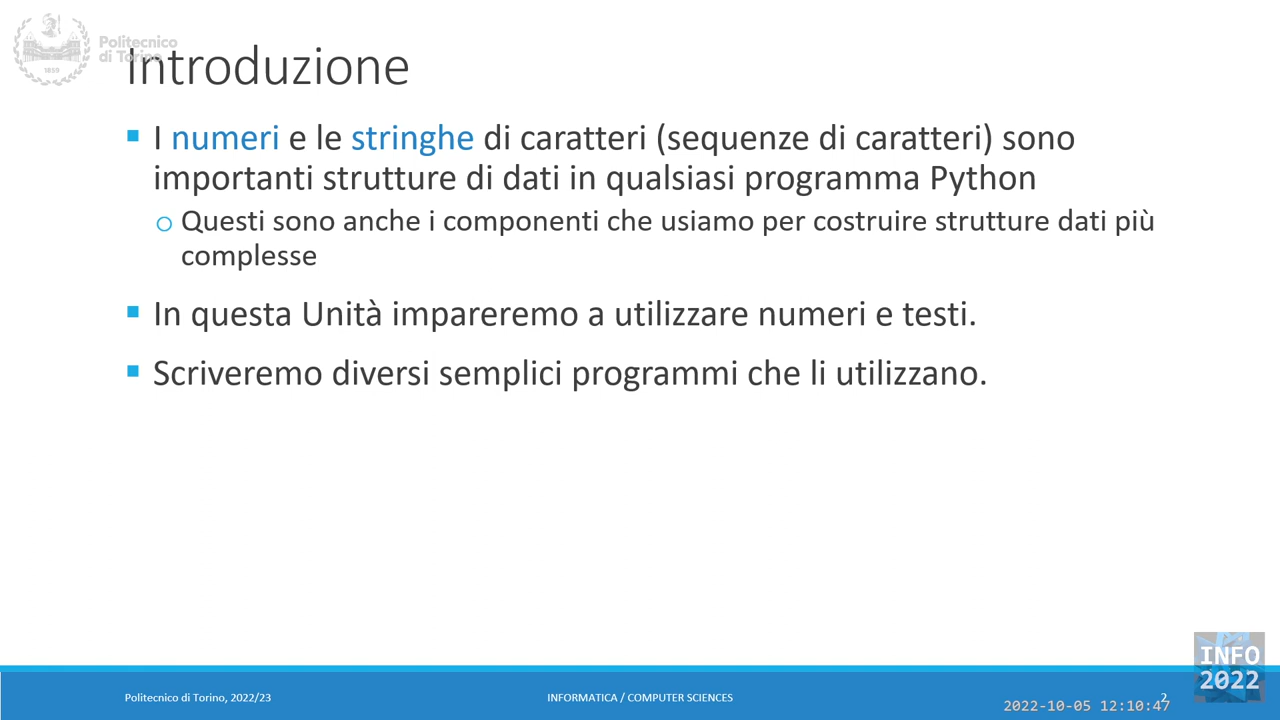 Politecnico
di Torino
1859
Introduzione
I numeri e le stringhe di caratteri (sequenze di caratteri) sono
importanti strutture di dati in qualsiasi programma Python
Questi sono anche i componenti che usiamo per costruire strutture dati più
complesse
In questa Unità impareremo a utilizzare numeri e testi.
Scriveremo diversi semplici programmi che li utilizzano.
INFO
2022
Politecnico di Torino, 2022/23
INFORMATICA / COMPUTER SCIENCES
2
2022-10-05 12:10:47